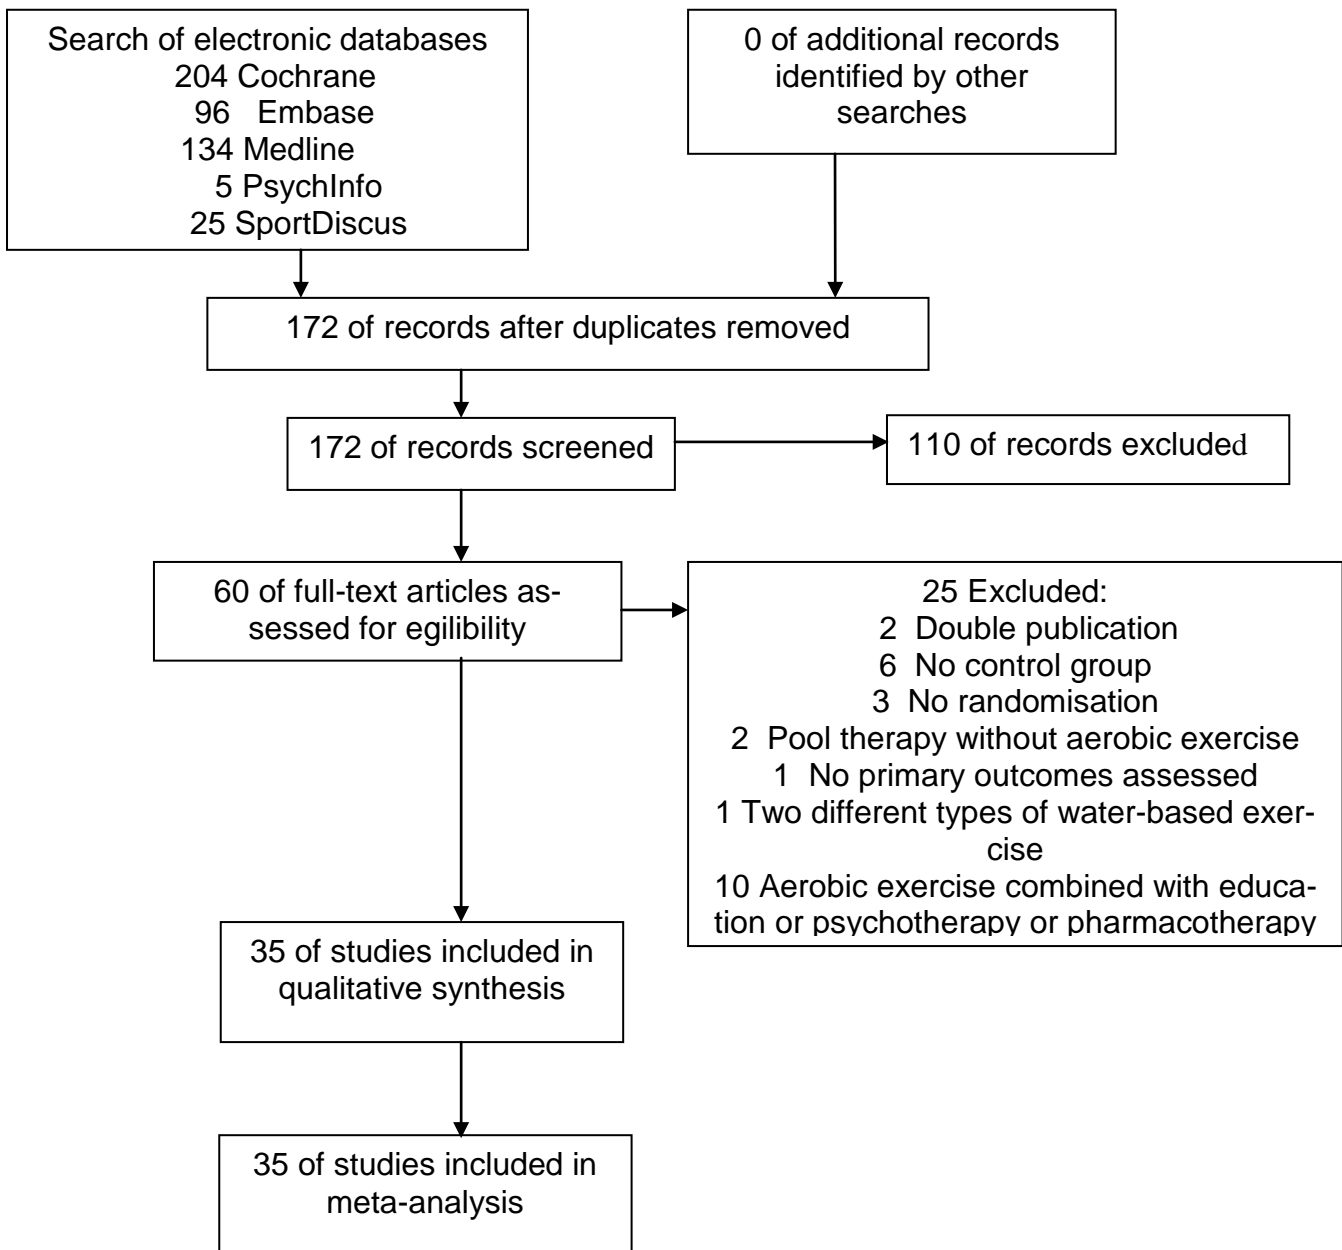 Search of electronic databases
204 Cochrane
96 Embase
134 Medline
5 PsychInfo
25 SportDiscus
0 of additional records
identified by other
searches
172 of records after duplicates removed
172 of records screened
110 of records excluded
60 of full-text articles as-
sessed for egilibility
25 Excluded:
2 Double publication
6 No control group
3 No randomisation
2 Pool therapy without aerobic exercise
1 No primary outcomes assessed
1 Two different types of water-based exer-
cise
10 Aerobic exercise combined with educa-
tion or psychotherapy or pharmacotherapy
35 of studies included in
qualitative synthesis
35 of studies included in
meta-analysis